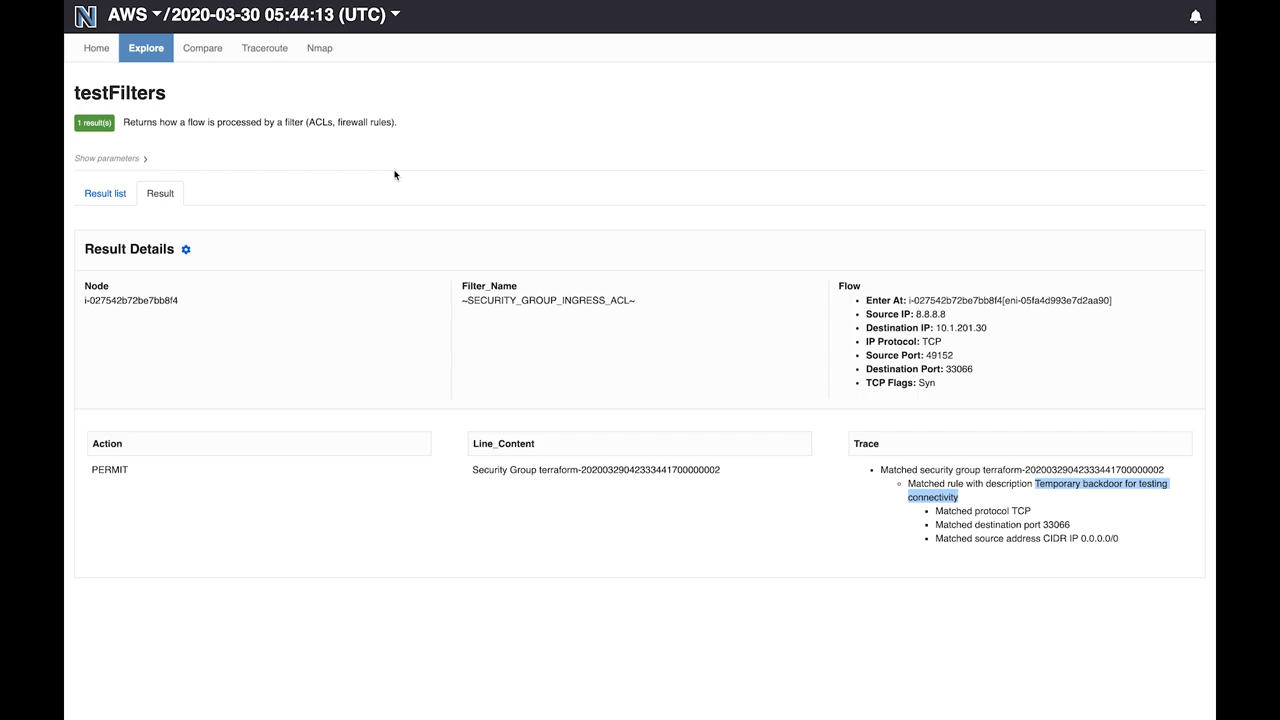 N AWS /2020-03-30 05:44:13 (UTC)
Home Explore Compare Traceroute Nmap
testFilters
1 result(s) Returns how a flow is processed by a filter (ACLs, firewall rules).
Show parameters
Result list Result
Result Details
Node
i-027542b72be7bb8f4
Filter_Name
~SECURITY_GROUP_INGRESS_ACL~
Flow
Enter At: i-027542b72be7bb8f4[eni-05fa4d993e7d2aa90]
Source IP: 8.8.8.8
Destination IP: 10.1.201.30
IP Protocol: TCP
Source Port: 49152
Destination Port: 33066
TCP Flags: Syn
Action
PERMIT
Line_Content
Security Group terraform-20200329042333441700000002
Trace
Matched security group terraform-20200329042333441700000002
Matched rule with description Temporary backdoor for testing
connectivity
Matched protocol TCP
Matched destination port 33066
Matched source address CIDR IP 0.0.0.0/0